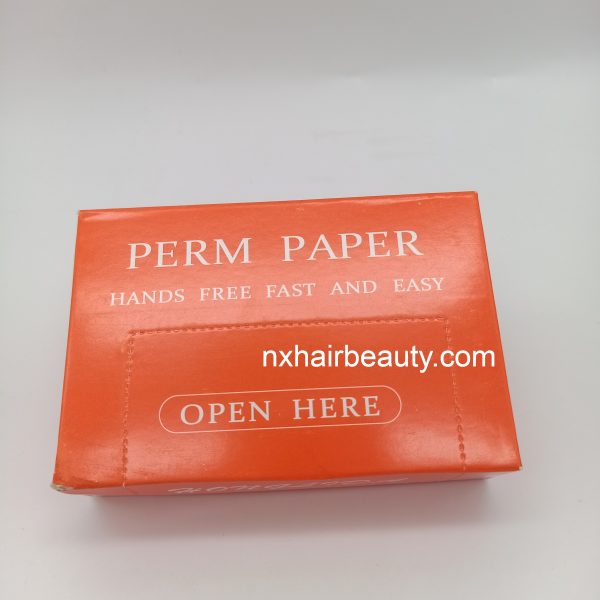 PERM PAPER
HANDS FREE FAST AND EASY
nxhairbeauty.com
OPEN HERE